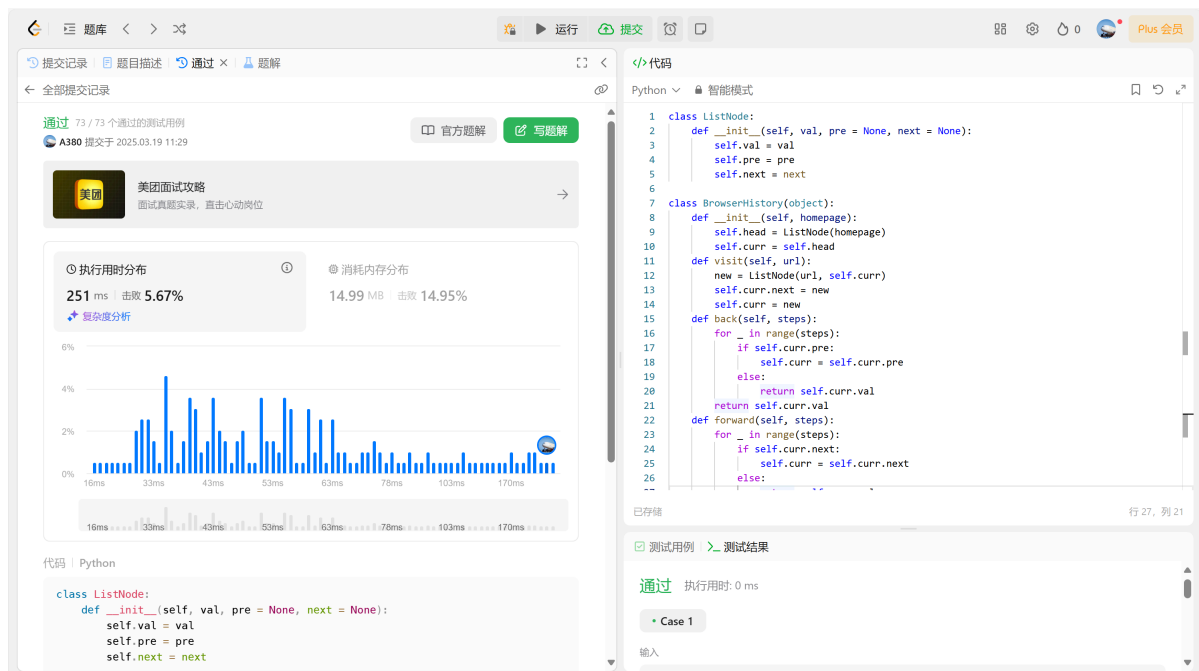 题库 运行 提交 0 Plus 会员
提交记录 题目描述 通过 题解
全部提交记录
通过 73 / 73 个通过的测试用例
A380 提交于 2025.03.19 11:29
官方题解 写题解
美团
美团面试攻略
面试真题实录，直击心动岗位
执行用时分布
251 ms 击败 5.67%
复杂度分析
消耗内存分布
14.99 MB 击败 14.95%
6%
4%
2%
0%
16ms 33ms 43ms 53ms 63ms 78ms 103ms 170ms
16ms 33ms 43ms 53ms 63ms 78ms 103ms 170ms
代码 Python
class ListNode:
    def __init__(self, val, pre = None, next = None):
        self.val = val
        self.pre = pre
        self.next = next
</> 代码
Python 智能模式
1 class ListNode:
2     def __init__(self, val, pre = None, next = None):
3         self.val = val
4         self.pre = pre
5         self.next = next
6
7 class BrowserHistory(object):
8     def __init__(self, homepage):
9         self.head = ListNode(homepage)
10         self.curr = self.head
11     def visit(self, url):
12         new = ListNode(url, self.curr)
13         self.curr.next = new
14         self.curr = new
15     def back(self, steps):
16         for _ in range(steps):
17             if self.curr.pre:
18                 self.curr = self.curr.pre
19             else:
20                 return self.curr.val
21         return self.curr.val
22     def forward(self, steps):
23         for _ in range(steps):
24             if self.curr.next:
25                 self.curr = self.curr.next
26             else:
已存储 行 27，列 21
测试用例 测试结果
通过 执行用时: 0 ms
Case 1
输入